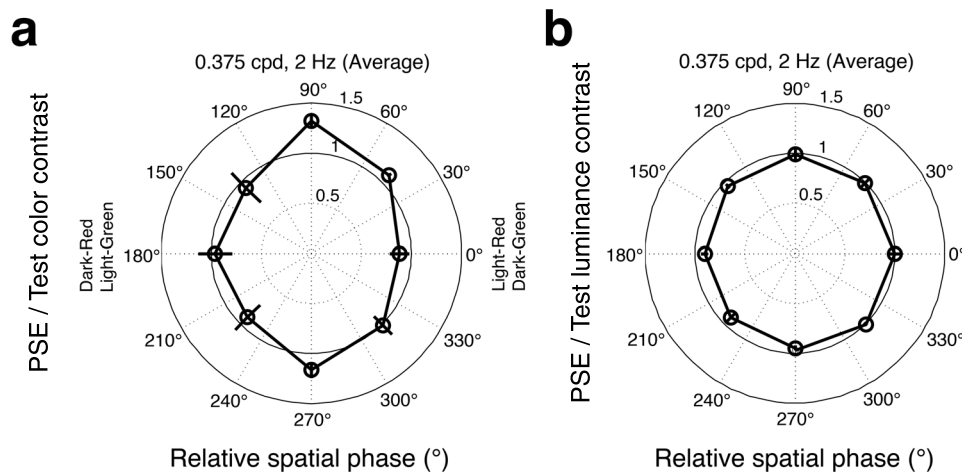 a
0.375 cpd, 2 Hz (Average)
PSE / Test color contrast
90°
120°
60°
1.5
1
0.5
150°
30°
Dark-Red
Light-Green
180°
0°
Light-Red
Dark-Green
210°
330°
240°
300°
270°
Relative spatial phase (°)
b
0.375 cpd, 2 Hz (Average)
PSE / Test luminance contrast
90°
120°
60°
1.5
1
0.5
150°
30°
180°
0°
210°
330°
240°
300°
270°
Relative spatial phase (°)